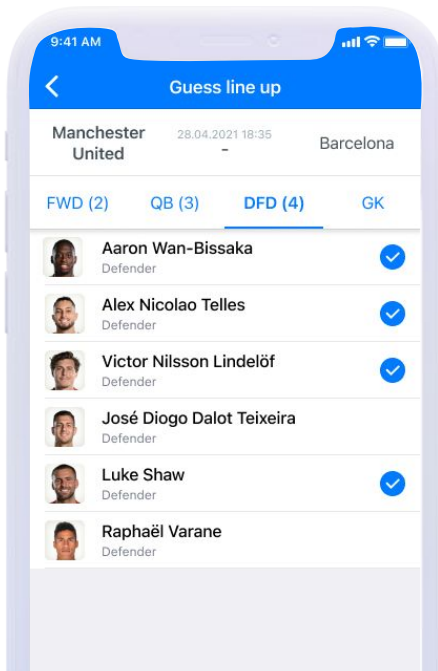 9:41 AM
Guess line up
Manchester
United
28.04.2021 18:35
-
Barcelona
FWD (2)
QB (3)
DFD (4)
GK
Aaron Wan-Bissaka
Defender
Alex Nicolao Telles
Defender
Victor Nilsson Lindelöf
Defender
José Diogo Dalot Teixeira
Defender
Luke Shaw
Defender
Raphaël Varane
Defender